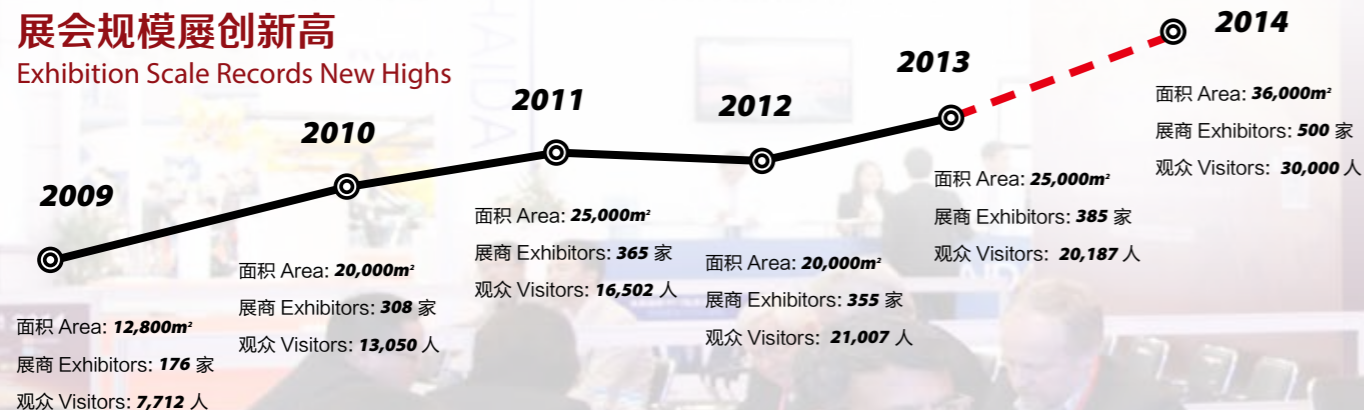 展会规模屡创新高
Exhibition Scale Records New Highs
2009
面积 Area: 12,800m²
展商 Exhibitors: 176 家
观众 Visitors: 7,712 人
2010
面积 Area: 20,000m²
展商 Exhibitors: 308 家
观众 Visitors: 13,050 人
2011
面积 Area: 25,000m²
展商 Exhibitors: 365 家
观众 Visitors: 16,502 人
2012
面积 Area: 20,000m²
展商 Exhibitors: 355 家
观众 Visitors: 21,007 人
2013
面积 Area: 25,000m²
展商 Exhibitors: 385 家
观众 Visitors: 20,187 人
2014
面积 Area: 36,000m²
展商 Exhibitors: 500 家
观众 Visitors: 30,000 人